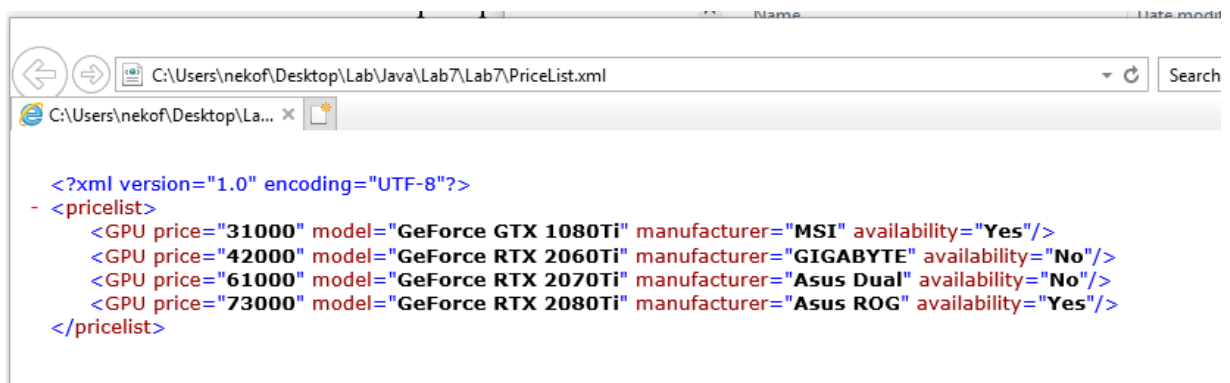 Name
Date modif
C:\Users\nekof\Desktop\Lab\Java\Lab7\Lab7\PriceList.xml
Search
C:\Users\nekof\Desktop\La...
<?xml version="1.0" encoding="UTF-8"?>
- <pricelist>
<GPU price="31000" model="GeForce GTX 1080Ti" manufacturer="MSI" availability="Yes"/>
<GPU price="42000" model="GeForce RTX 2060Ti" manufacturer="GIGABYTE" availability="No"/>
<GPU price="61000" model="GeForce RTX 2070Ti" manufacturer="Asus Dual" availability="No"/>
<GPU price="73000" model="GeForce RTX 2080Ti" manufacturer="Asus ROG" availability="Yes"/>
</pricelist>